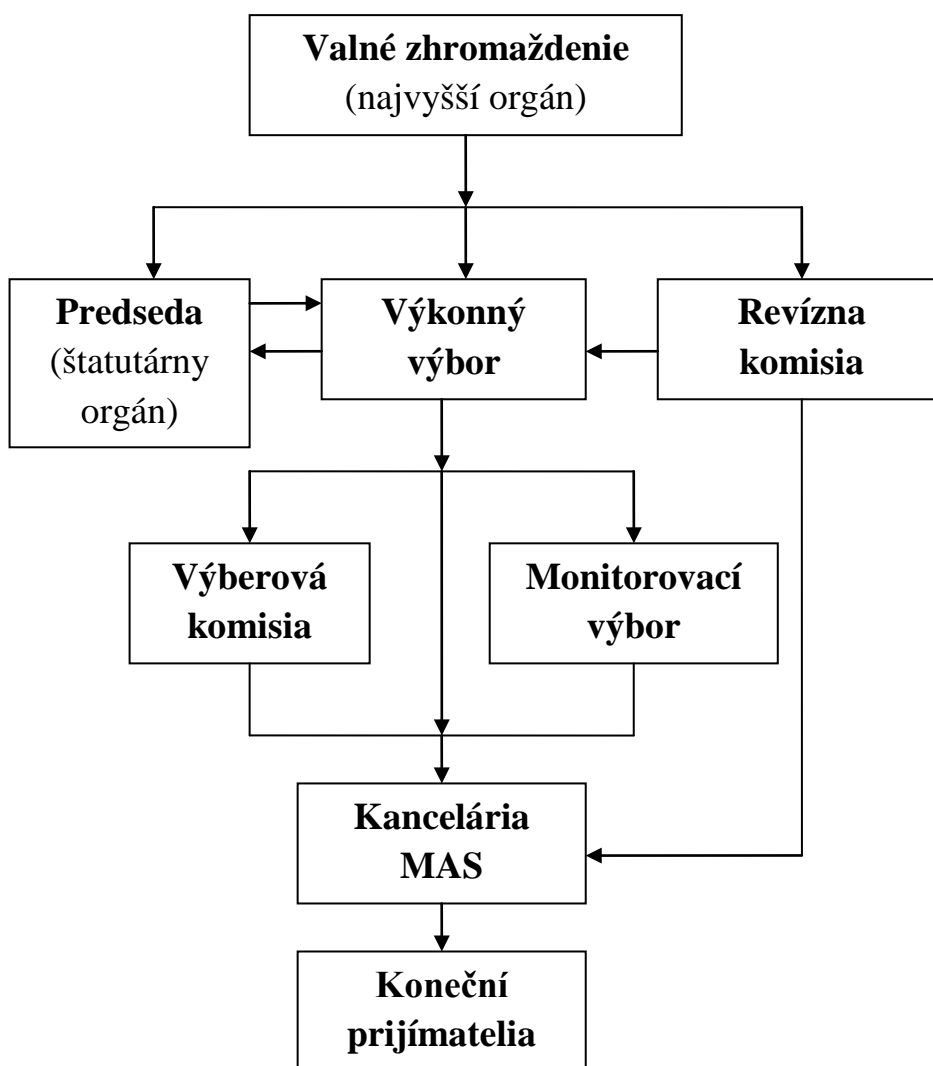 Valné zhromaždenie
(najvyšší orgán)
Predseda
(štatutárny
orgán)
Výkonný
výbor
Revízna
komisia
Výberová
komisia
Monitorovací
výbor
Kancelária
MAS
Koneční
prijímatelia